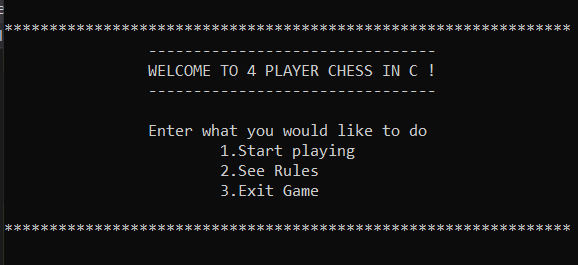 ***************************************************************
--------------------------------
WELCOME TO 4 PLAYER CHESS IN C !
--------------------------------
Enter what you would like to do
1.Start playing
2.See Rules
3.Exit Game
***************************************************************